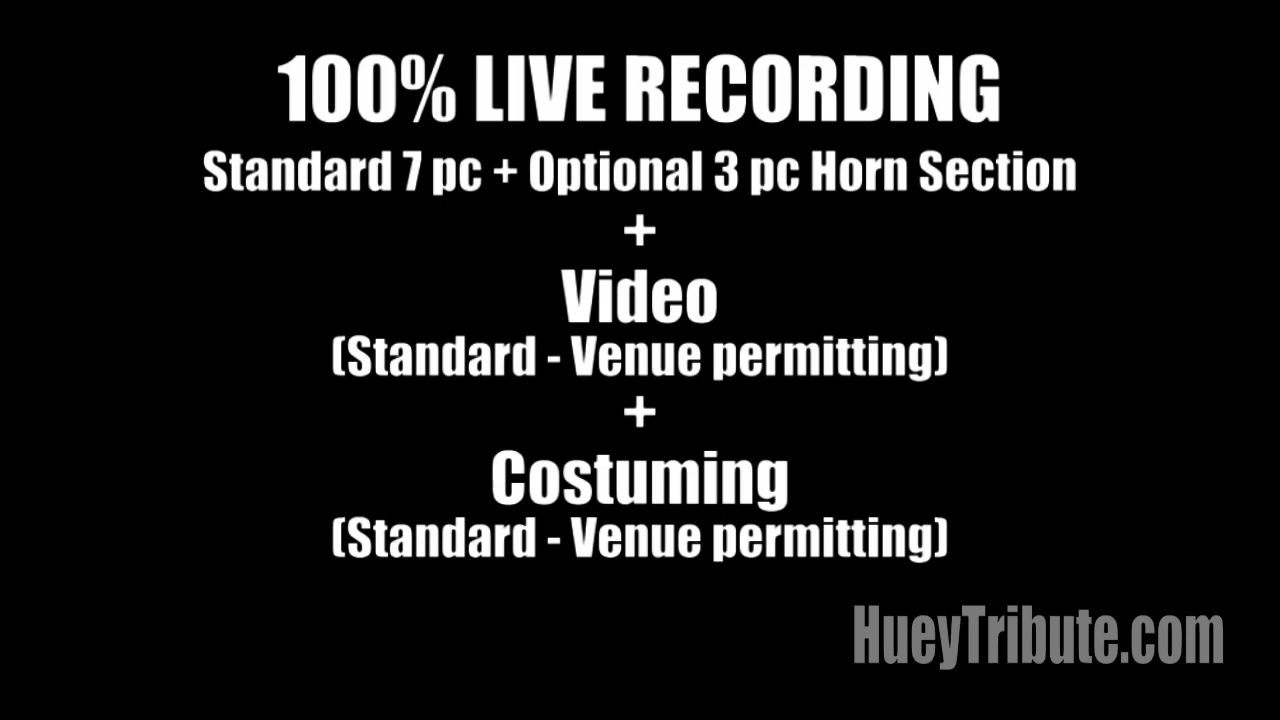 100% LIVE RECORDING
Standard 7 pc + Optional 3 pc Horn Section
+
Video
(Standard - Venue permitting)
+
Costuming
(Standard - Venue permitting)
HueyTribute.com